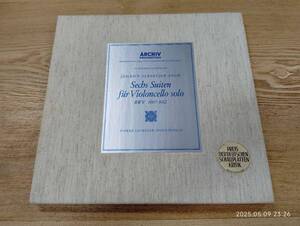 ARCHIV
PRODUKTION
JOHANN SEBASTIAN BACH
Sechs Suiten
für Violoncello solo
BWV 1007-1012
PREIS
DER DEUTSCHEN
SCHALLPLATTEN
KRITIK
2025.05.09 23:26